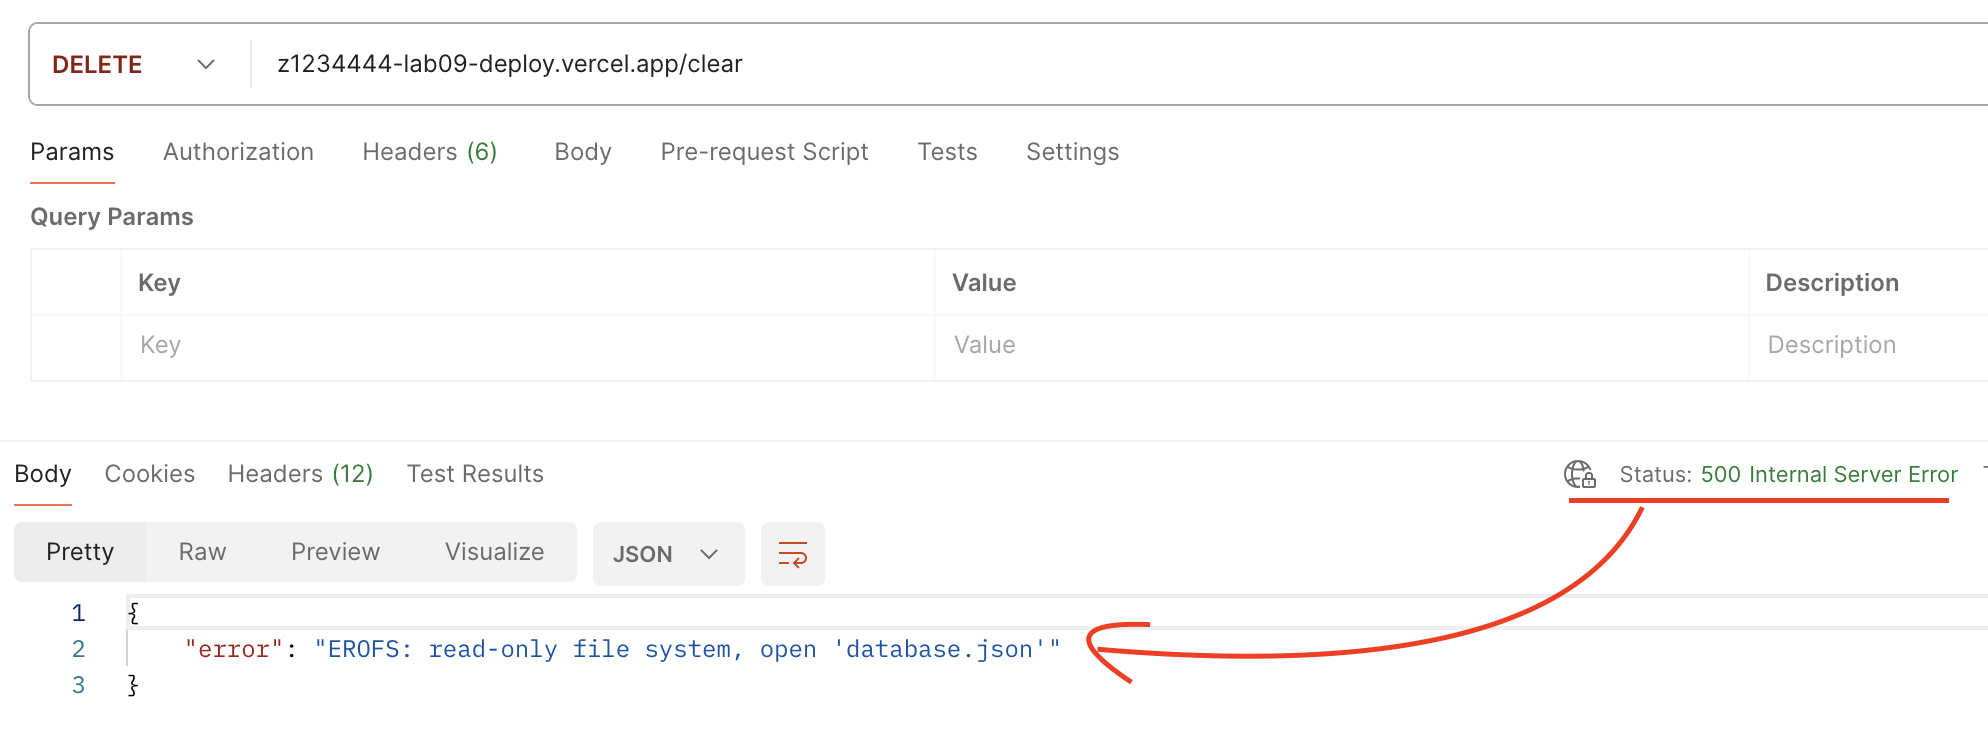 DELETE z1234444-lab09-deploy.vercel.app/clear
Params Authorization Headers (6) Body Pre-request Script Tests Settings
Query Params
Key Value Description
Key Value Description
Body Cookies Headers (12) Test Results Status: 500 Internal Server Error
Pretty Raw Preview Visualize JSON
1 {
2 "error": "EROFS: read-only file system, open 'database.json'"
3 }